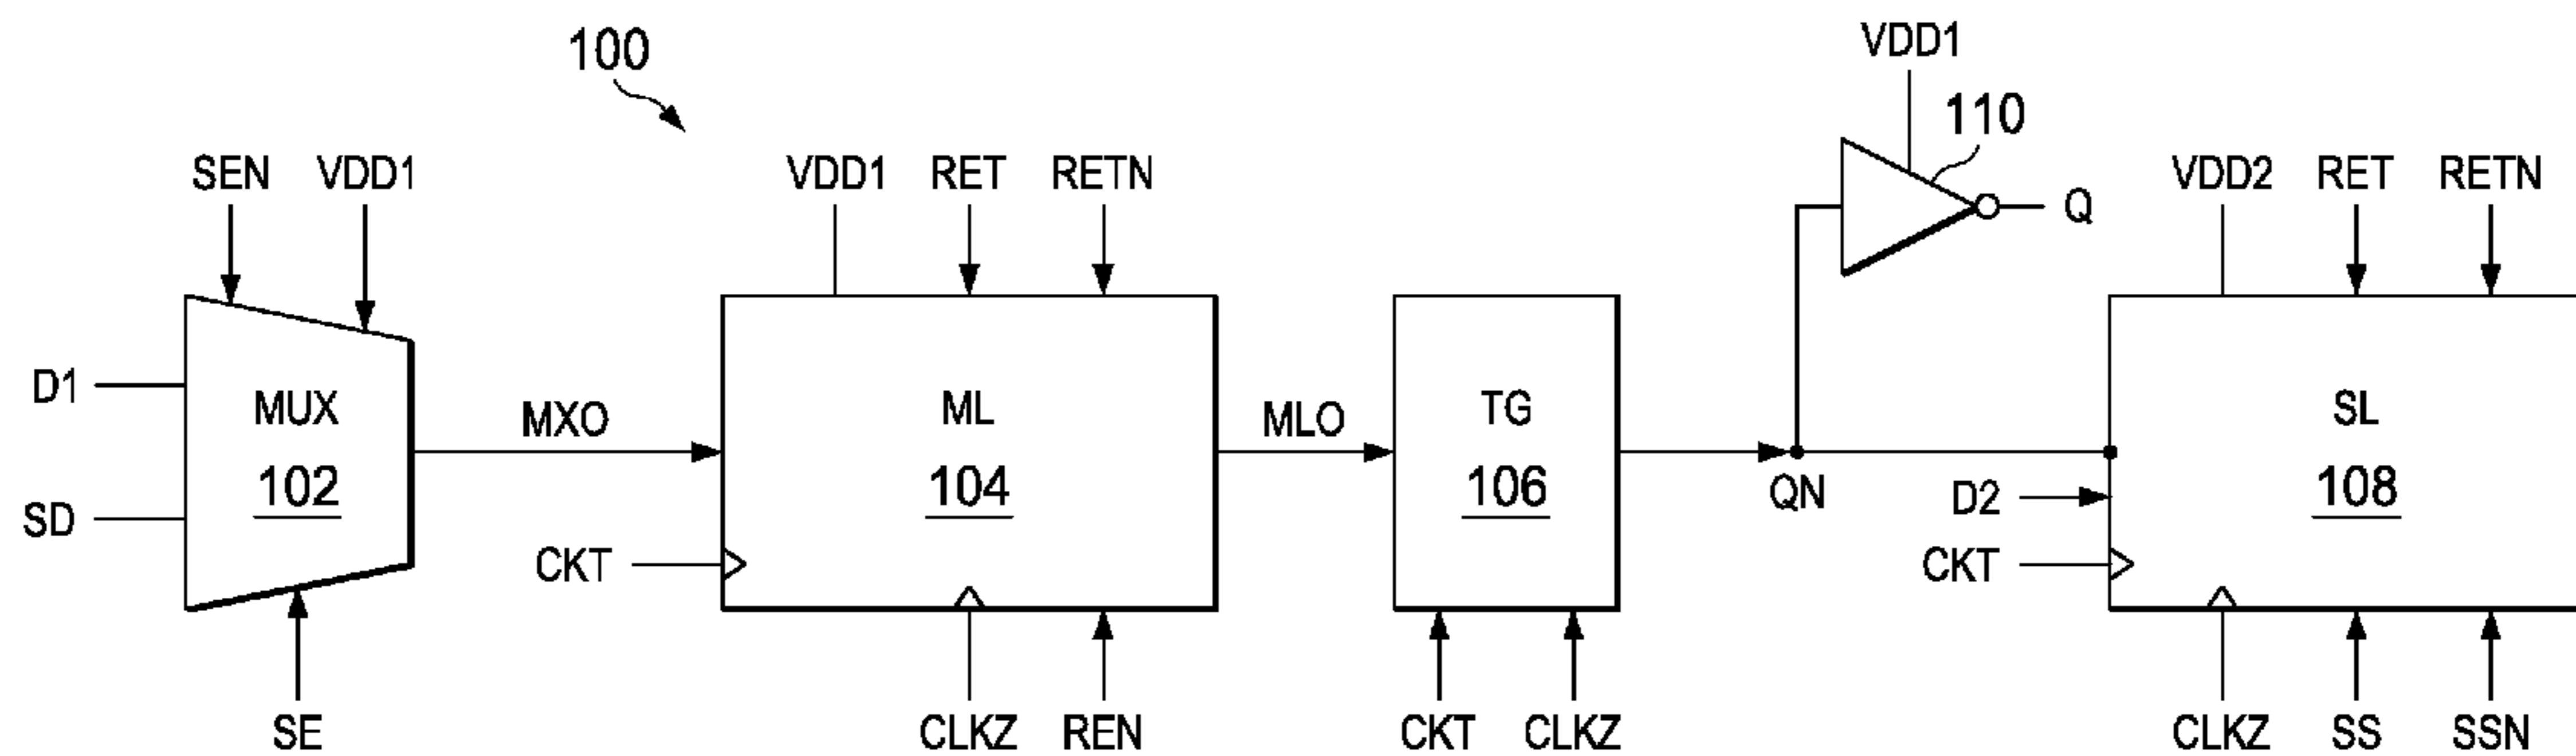 100
VDD1
110
SEN VDD1
VDD1 RET RETN
VDD2 RET RETN
Q
D1
MUX
102
SD
MXO
ML
104
MLO
TG
106
QN
D2
SL
108
CKT
CKT
SE
CLKZ REN
CKT CLKZ
CLKZ SS SSN